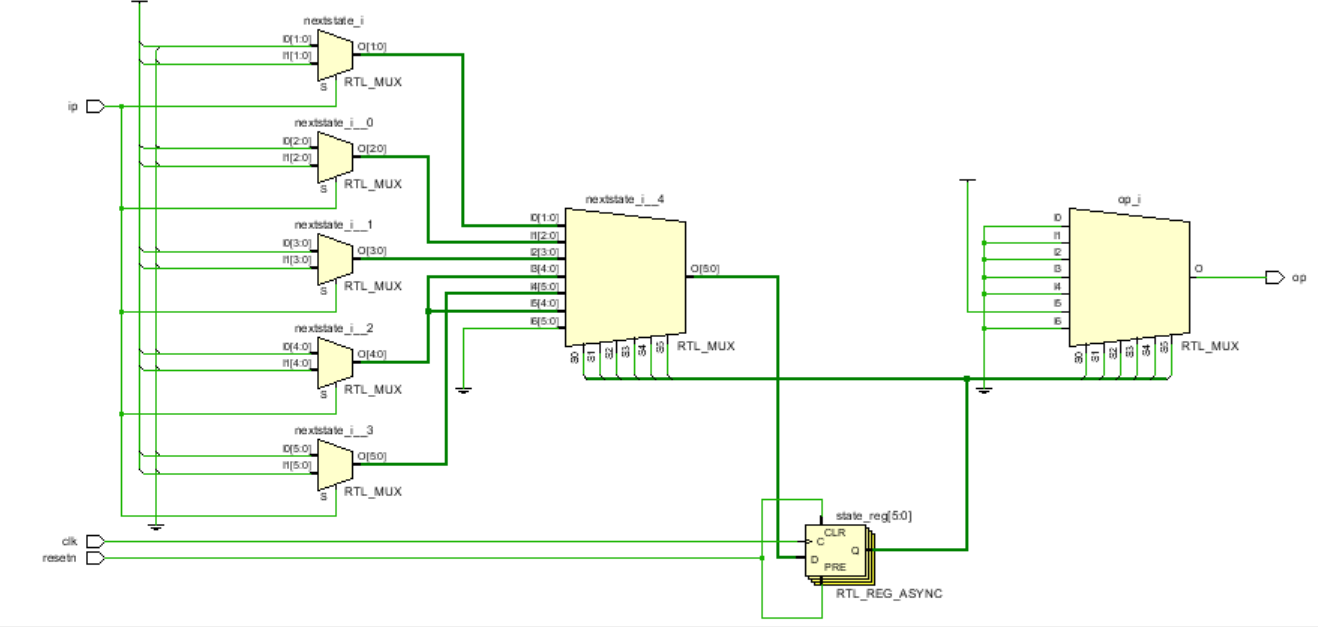 nextstate_i
I0[1:0]
I1[1:0]
O[1:0]
S
RTL_MUX
ip
nextstate_i__0
I0[2:0]
I1[2:0]
O[2:0]
S
RTL_MUX
nextstate_i__1
I0[3:0]
I1[3:0]
O[3:0]
S
RTL_MUX
nextstate_i__2
I0[4:0]
I1[4:0]
O[4:0]
S
RTL_MUX
nextstate_i__3
I0[5:0]
I1[5:0]
O[5:0]
S
RTL_MUX
nextstate_i__4
I0[1:0]
I1[2:0]
I2[3:0]
I3[4:0]
I4[5:0]
I5[4:0]
I6[5:0]
O[5:0]
S0
S1
S2
S3
S4
S5
RTL_MUX
op_i
I0
I1
I2
I3
I4
I5
I6
O
op
S0
S1
S2
S3
S4
S5
RTL_MUX
clk
resetn
state_reg[5:0]
CLR
C
Q
D
PRE
RTL_REG_ASYNC